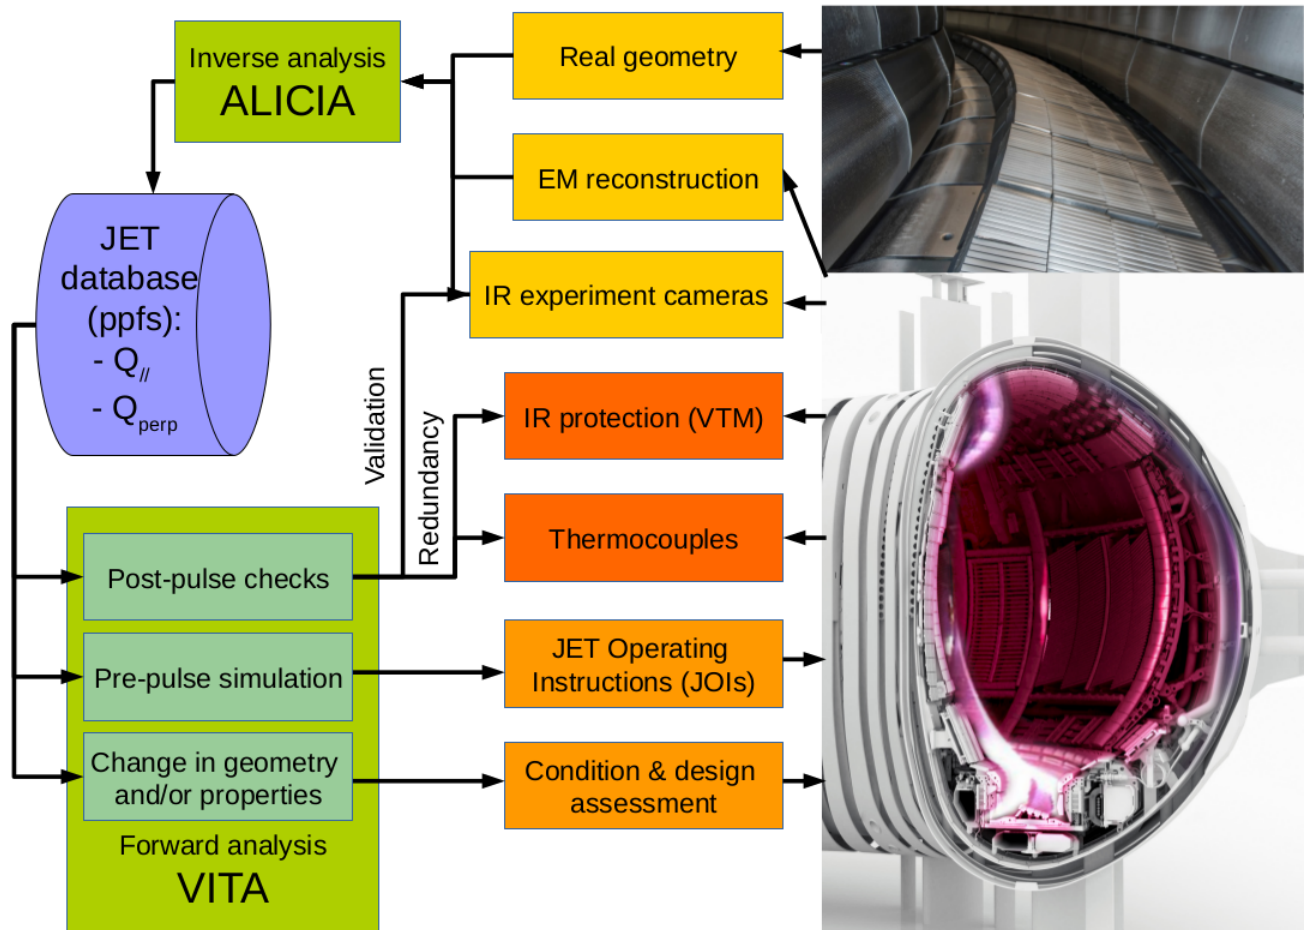 Inverse analysis
ALICIA
Real geometry
EM reconstruction
IR experiment cameras
JET
database
(ppfs):
- Q//
- Qperp
Validation
Redundancy
IR protection (VTM)
Thermocouples
Post-pulse checks
Pre-pulse simulation
JET Operating
Instructions (JOIs)
Change in geometry
and/or properties
Condition & design
assessment
Forward analysis
VITA